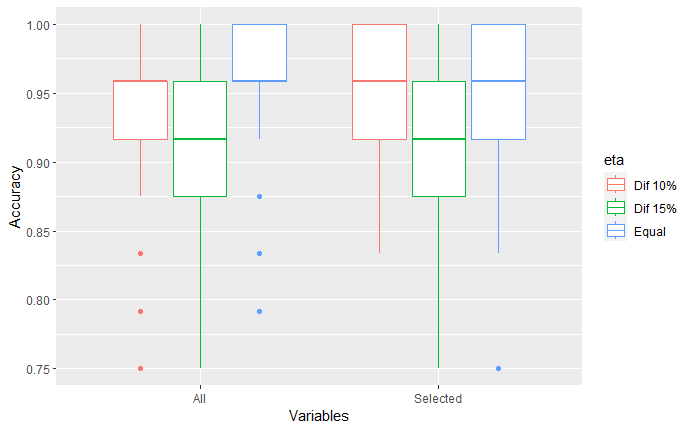 1.00
0.95
0.90
0.85
0.80
0.75
Accuracy
All
Selected
Variables
eta
Dif 10%
Dif 15%
Equal